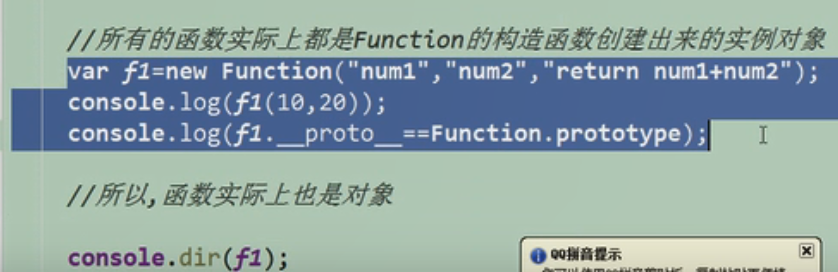 //所有的函数实际上都是Function的构造函数创建出来的实例对象
var f1=new Function("num1","num2","return num1+num2");
console.log(f1(10,20));
console.log(f1.__proto__==Function.prototype);
//所以,函数实际上也是对象
console.dir(f1);
QQ拼音提示